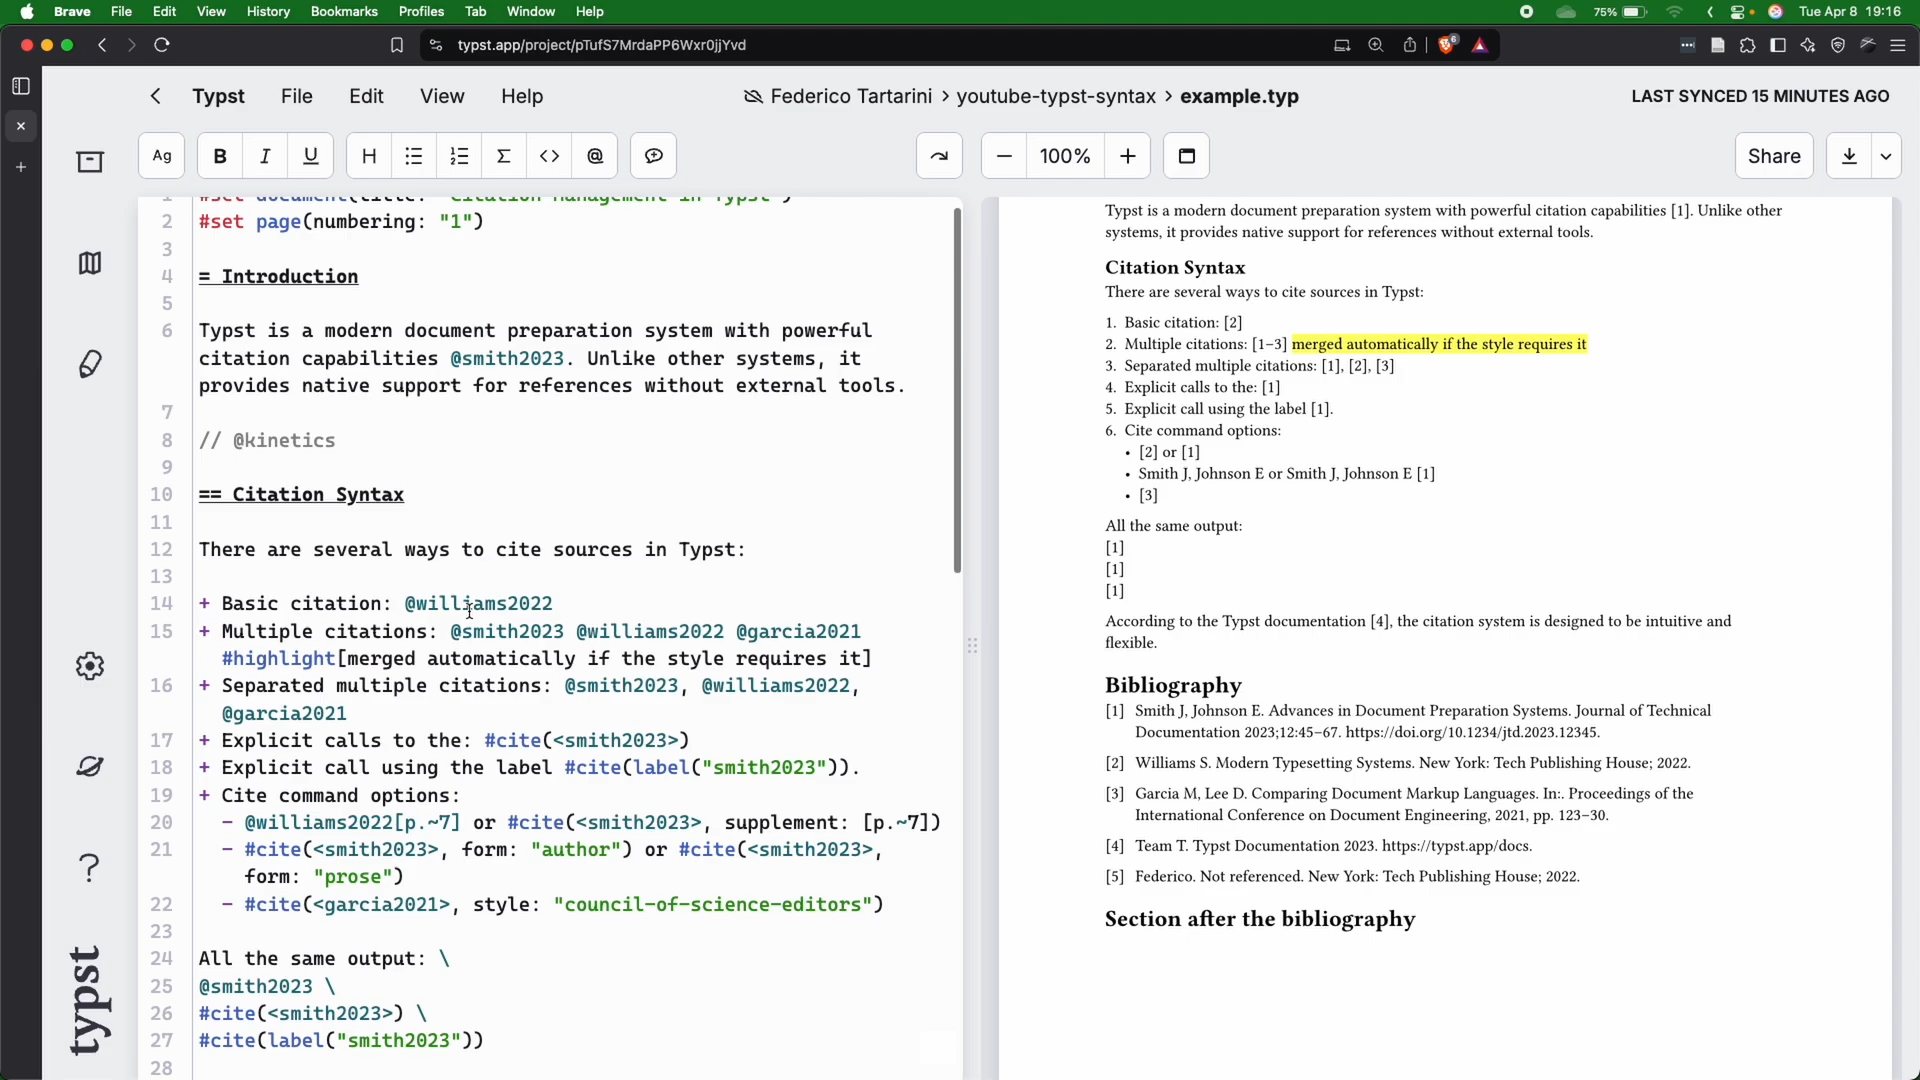 Brave File Edit View History Bookmarks Profiles Tab Window Help 75% Tue Apr 8 19:16
typst.app/project/pTufS7MrdaPP6Wxr0jjYvd 6
Typst File Edit View Help Federico Tartarini > youtube-typst-syntax > example.typ LAST SYNCED 15 MINUTES AGO
Ag B I U H Σ <> @ − 100% + Share
1 #set document(title: "Citation Management in Typst")
2 #set page(numbering: "1")
3
4 = Introduction
5
6 Typst is a modern document preparation system with powerful
citation capabilities @smith2023. Unlike other systems, it
provides native support for references without external tools.
7
8 // @kinetics
9
10 == Citation Syntax
11
12 There are several ways to cite sources in Typst:
13
14 + Basic citation: @williams2022
15 + Multiple citations: @smith2023 @williams2022 @garcia2021
#highlight[merged automatically if the style requires it]
16 + Separated multiple citations: @smith2023, @williams2022,
@garcia2021
17 + Explicit calls to the: #cite(<smith2023>)
18 + Explicit call using the label #cite(label("smith2023")).
19 + Cite command options:
20 - @williams2022[p.~7] or #cite(<smith2023>, supplement: [p.~7])
21 - #cite(<smith2023>, form: "author") or #cite(<smith2023>,
form: "prose")
22 - #cite(<garcia2021>, style: "council-of-science-editors")
23
24 All the same output: \
25 @smith2023 \
26 #cite(<smith2023>) \
27 #cite(label("smith2023"))
28
typst
Typst is a modern document preparation system with powerful citation capabilities [1]. Unlike other
systems, it provides native support for references without external tools.
Citation Syntax
There are several ways to cite sources in Typst:
1. Basic citation: [2]
2. Multiple citations: [1–3] merged automatically if the style requires it
3. Separated multiple citations: [1], [2], [3]
4. Explicit calls to the: [1]
5. Explicit call using the label [1].
6. Cite command options:
• [2] or [1]
• Smith J, Johnson E or Smith J, Johnson E [1]
• [3]
All the same output:
[1]
[1]
[1]
According to the Typst documentation [4], the citation system is designed to be intuitive and
flexible.
Bibliography
[1] Smith J, Johnson E. Advances in Document Preparation Systems. Journal of Technical
Documentation 2023;12:45–67. https://doi.org/10.1234/jtd.2023.12345.
[2] Williams S. Modern Typesetting Systems. New York: Tech Publishing House; 2022.
[3] Garcia M, Lee D. Comparing Document Markup Languages. In:. Proceedings of the
International Conference on Document Engineering, 2021, pp. 123–30.
[4] Team T. Typst Documentation 2023. https://typst.app/docs.
[5] Federico. Not referenced. New York: Tech Publishing House; 2022.
Section after the bibliography